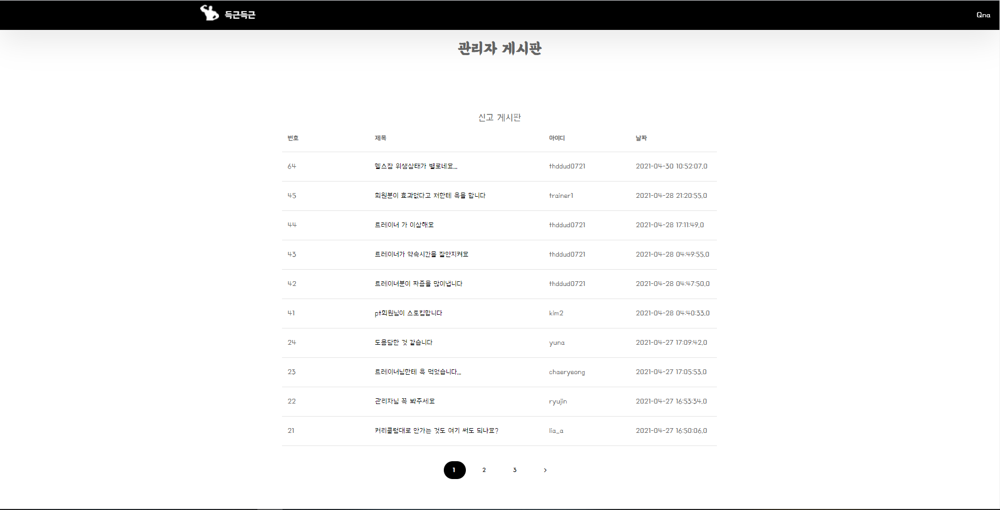 득근득근
Qna
관리자 게시판
신고 게시판
번호 제목 아이디 날짜
64 헬스장 위생상태가 별로네요... thddud0721 2021-04-30 10:52:07.0
45 회원분이 효과없다고 저한테 욕을 합니다 trainer1 2021-04-28 21:20:55.0
44 트레이너 가 이상해요 thddud0721 2021-04-28 17:11:49.0
43 트레이너가 약속시간을 잘안지켜요 thddud0721 2021-04-28 04:49:55.0
42 트레이너분이 짜증을 많이냅니다 thddud0721 2021-04-28 04:47:50.0
41 pt회원님이 스토킹합니다 kim2 2021-04-28 04:40:33.0
24 도용당한 것 같습니다 yuna 2021-04-27 17:09:42.0
23 트레이너님한테 욕 먹었습니다... chaeryeong 2021-04-27 17:05:53.0
22 관리자님 꼭 봐주세요 ryujin 2021-04-27 16:53:34.0
21 커리큘럼대로 안가는 것도 여기 써도 되나요? lia_a 2021-04-27 16:50:06.0
1 2 3 >